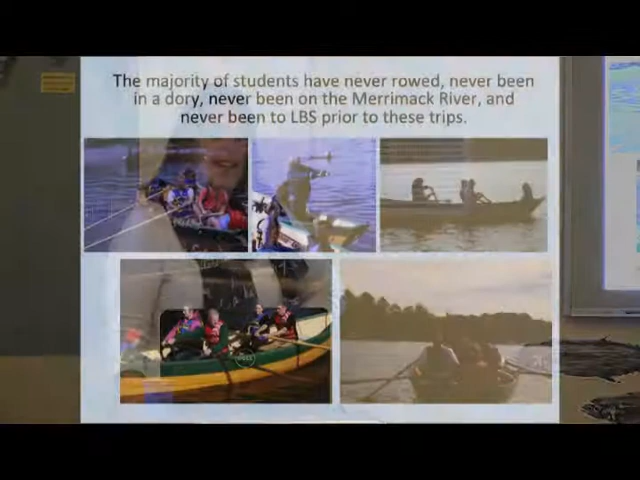 The majority of students have never rowed, never been
in a dory, never been on the Merrimack River, and
never been to LBS prior to these trips.